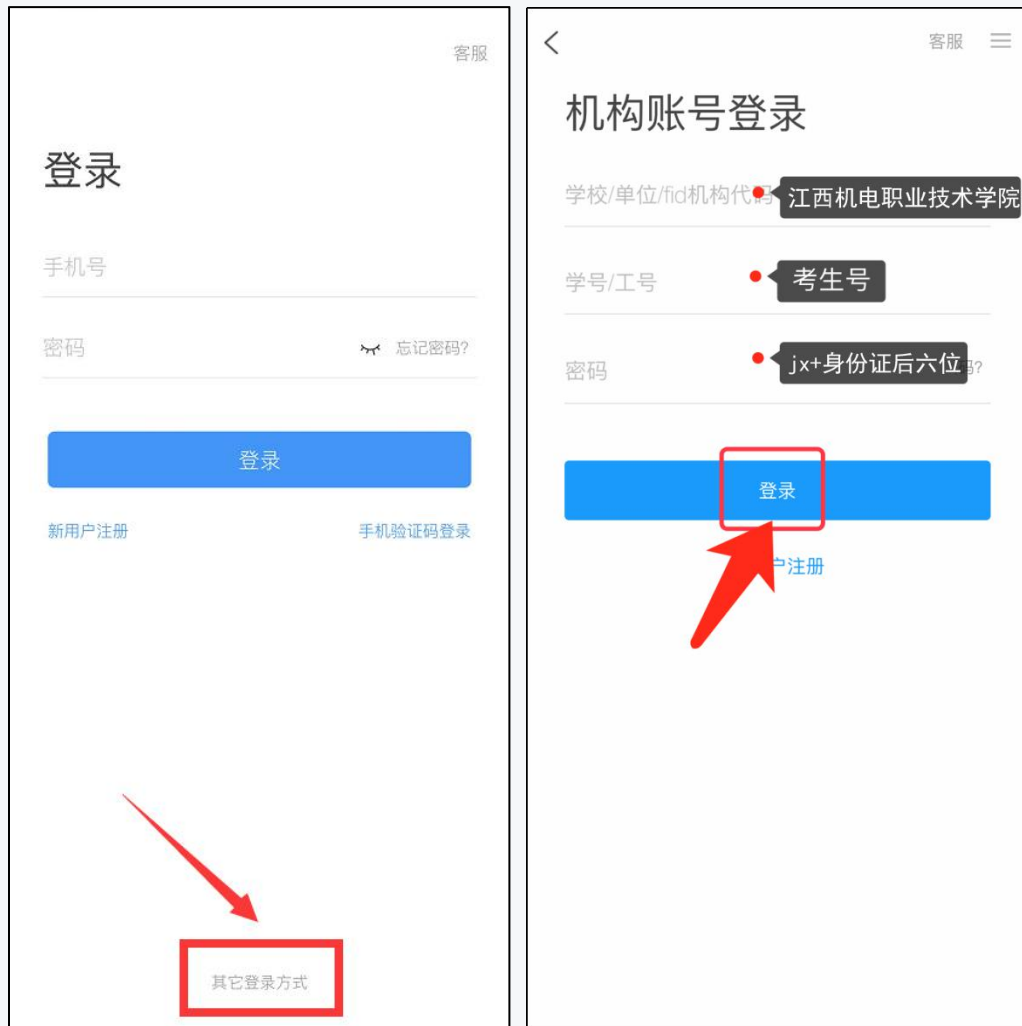 客服
登录
手机号
密码
忘记密码?
登录
新用户注册
手机验证码登录
其它登录方式
客服
机构账号登录
学校/单位/fid机构代码
江西机电职业技术学院
学号/工号
考生号
密码
jx+身份证后六位
码?
登录
户注册